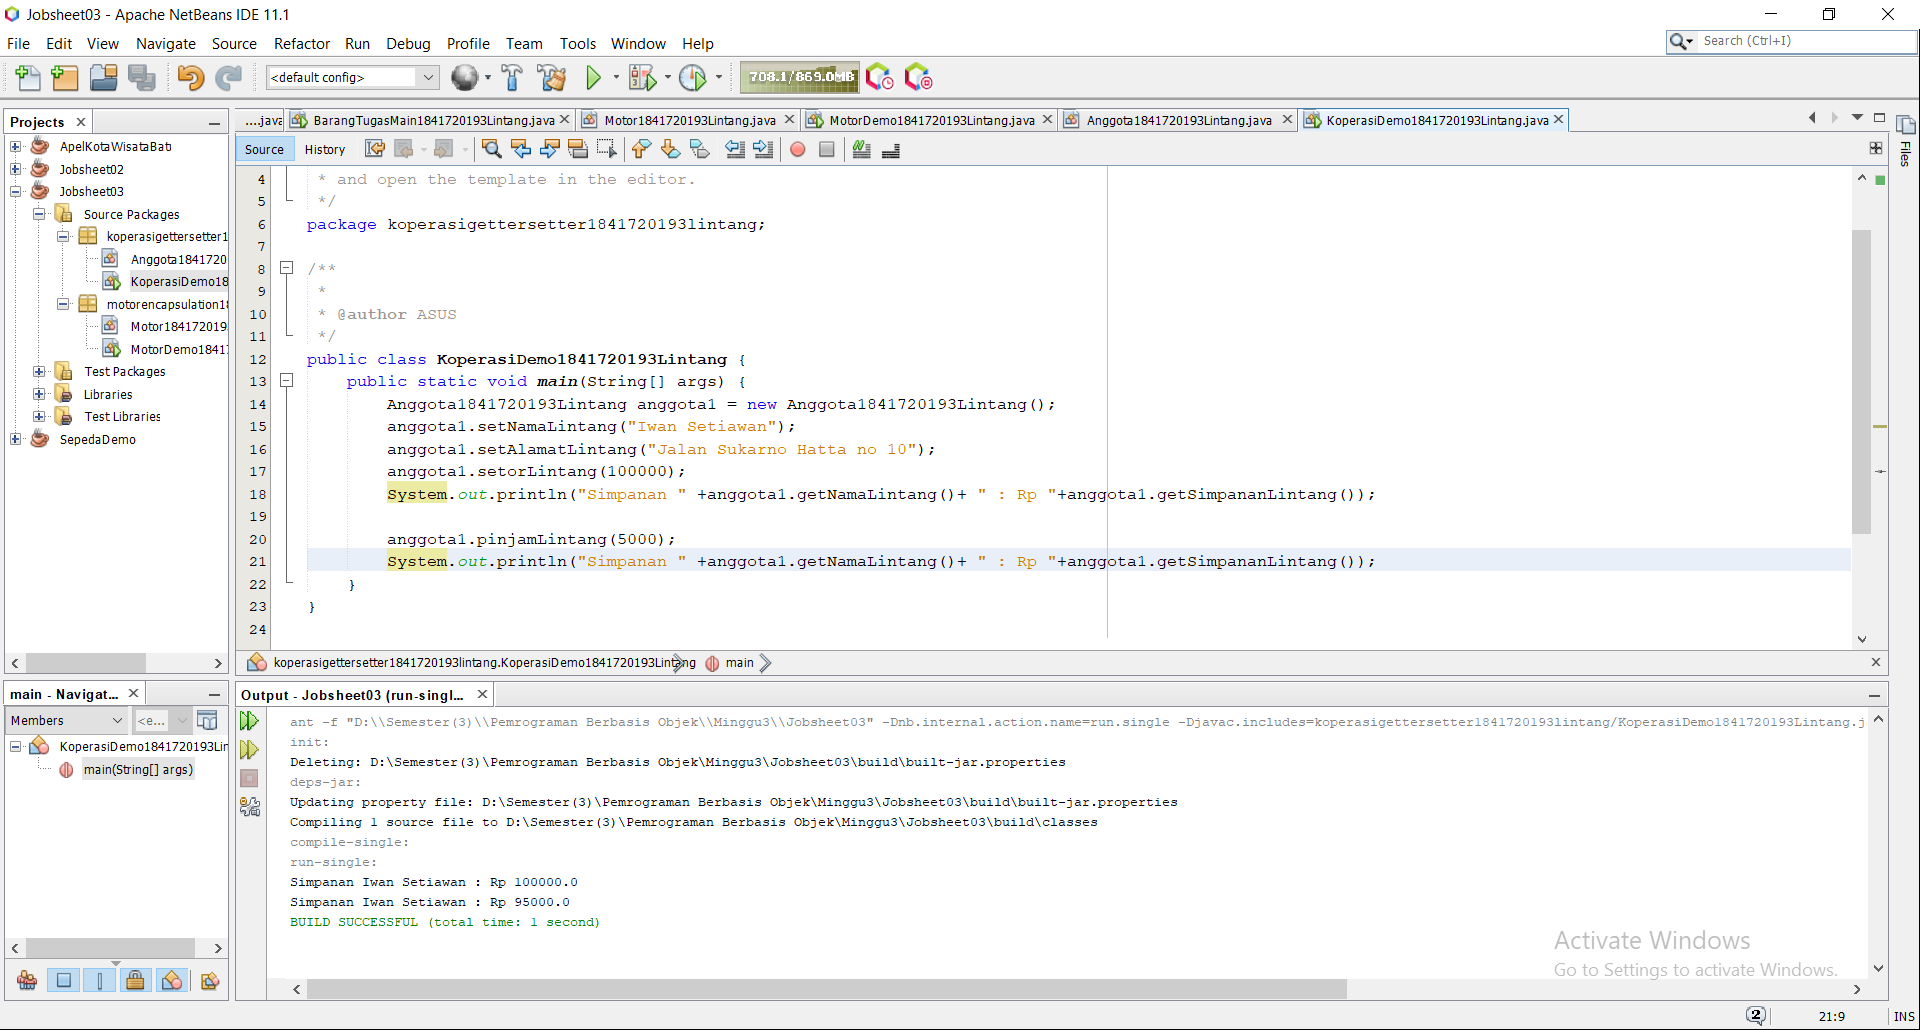 Jobsheet03 - Apache NetBeans IDE 11.1
File Edit View Navigate Source Refactor Run Debug Profile Team Tools Window Help
Search (Ctrl+I)
<default config>
708.1/869.0MB
Projects
ApelKotaWisataBat
Jobsheet02
Jobsheet03
Source Packages
koperasigettersetter1
Anggota1841720
KoperasiDemo18
motorencapsulation18
Motor184172019
MotorDemo1841
Test Packages
Libraries
Test Libraries
SepedaDemo
....java BarangTugasMain1841720193Lintang.java Motor1841720193Lintang.java MotorDemo1841720193Lintang.java Anggota1841720193Lintang.java KoperasiDemo1841720193Lintang.java
Files
Source History
4 * and open the template in the editor.
5 */
6 package koperasigettersetter1841720193lintang;
7
8 /**
9 *
10 * @author ASUS
11 */
12 public class KoperasiDemo1841720193Lintang {
13 public static void main(String[] args) {
14 Anggota1841720193Lintang anggota1 = new Anggota1841720193Lintang();
15 anggota1.setNamaLintang("Iwan Setiawan");
16 anggota1.setAlamatLintang("Jalan Sukarno Hatta no 10");
17 anggota1.setorLintang(100000);
18 System.out.println("Simpanan " +anggota1.getNamaLintang()+ " : Rp "+anggota1.getSimpananLintang());
19
20 anggota1.pinjamLintang(5000);
21 System.out.println("Simpanan " +anggota1.getNamaLintang()+ " : Rp "+anggota1.getSimpananLintang());
22 }
23 }
24
koperasigettersetter1841720193lintang.KoperasiDemo1841720193Lintang main
main - Navigat...
Members <e...
KoperasiDemo1841720193Lin
main(String[] args)
Output - Jobsheet03 (run-singl...
ant -f "D:\\Semester(3)\\Pemrograman Berbasis Objek\\Minggu3\\Jobsheet03" -Dnb.internal.action.name=run.single -Djavac.includes=koperasigettersetter1841720193lintang/KoperasiDemo1841720193Lintang.j
init:
Deleting: D:\Semester(3)\Pemrograman Berbasis Objek\Minggu3\Jobsheet03\build\built-jar.properties
deps-jar:
Updating property file: D:\Semester(3)\Pemrograman Berbasis Objek\Minggu3\Jobsheet03\build\built-jar.properties
Compiling 1 source file to D:\Semester(3)\Pemrograman Berbasis Objek\Minggu3\Jobsheet03\build\classes
compile-single:
run-single:
Simpanan Iwan Setiawan : Rp 100000.0
Simpanan Iwan Setiawan : Rp 95000.0
BUILD SUCCESSFUL (total time: 1 second)
Activate Windows
Go to Settings to activate Windows.
2
21:9
INS